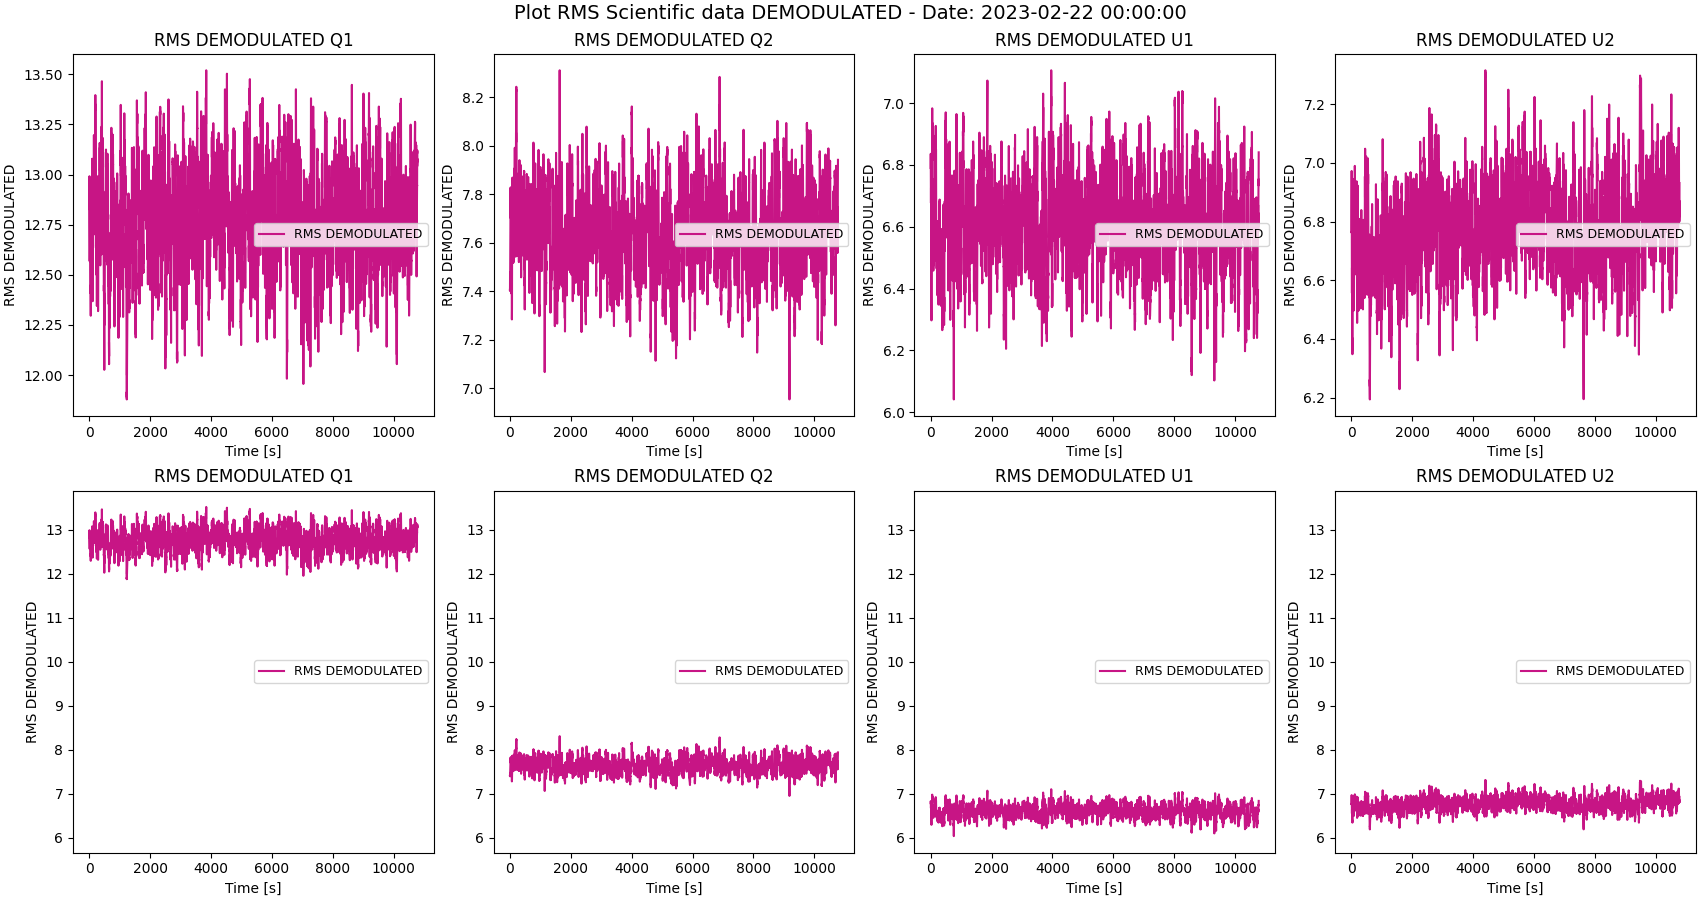 Plot RMS Scientific data DEMODULATED - Date: 2023-02-22 00:00:00
RMS DEMODULATED Q1
RMS DEMODULATED
13.50
13.25
13.00
12.75
12.50
12.25
12.00
RMS DEMODULATED
0 2000 4000 6000 8000 10000
Time [s]
RMS DEMODULATED Q2
RMS DEMODULATED
8.2
8.0
7.8
7.6
7.4
7.2
7.0
RMS DEMODULATED
0 2000 4000 6000 8000 10000
Time [s]
RMS DEMODULATED U1
RMS DEMODULATED
7.0
6.8
6.6
6.4
6.2
6.0
RMS DEMODULATED
0 2000 4000 6000 8000 10000
Time [s]
RMS DEMODULATED U2
RMS DEMODULATED
7.2
7.0
6.8
6.6
6.4
6.2
RMS DEMODULATED
0 2000 4000 6000 8000 10000
Time [s]
RMS DEMODULATED Q1
RMS DEMODULATED
13
12
11
10
9
8
7
6
RMS DEMODULATED
0 2000 4000 6000 8000 10000
Time [s]
RMS DEMODULATED Q2
RMS DEMODULATED
13
12
11
10
9
8
7
6
RMS DEMODULATED
0 2000 4000 6000 8000 10000
Time [s]
RMS DEMODULATED U1
RMS DEMODULATED
13
12
11
10
9
8
7
6
RMS DEMODULATED
0 2000 4000 6000 8000 10000
Time [s]
RMS DEMODULATED U2
RMS DEMODULATED
13
12
11
10
9
8
7
6
RMS DEMODULATED
0 2000 4000 6000 8000 10000
Time [s]